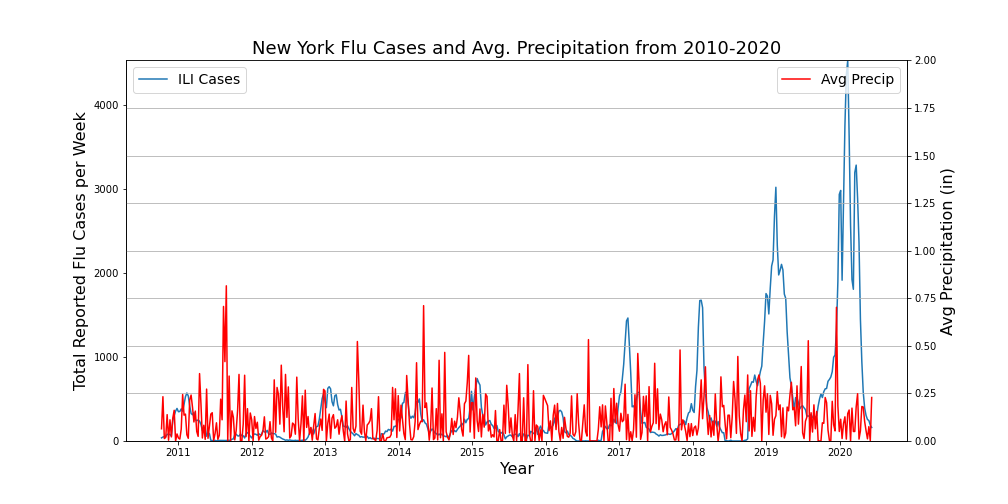 New York Flu Cases and Avg. Precipitation from 2010-2020
ILI Cases
Avg Precip
Total Reported Flu Cases per Week
4000
3000
2000
1000
0
2.00
1.75
1.50
1.25
1.00
0.75
0.50
0.25
0.00
Avg Precipitation (in)
2011 2012 2013 2014 2015 2016 2017 2018 2019 2020
Year